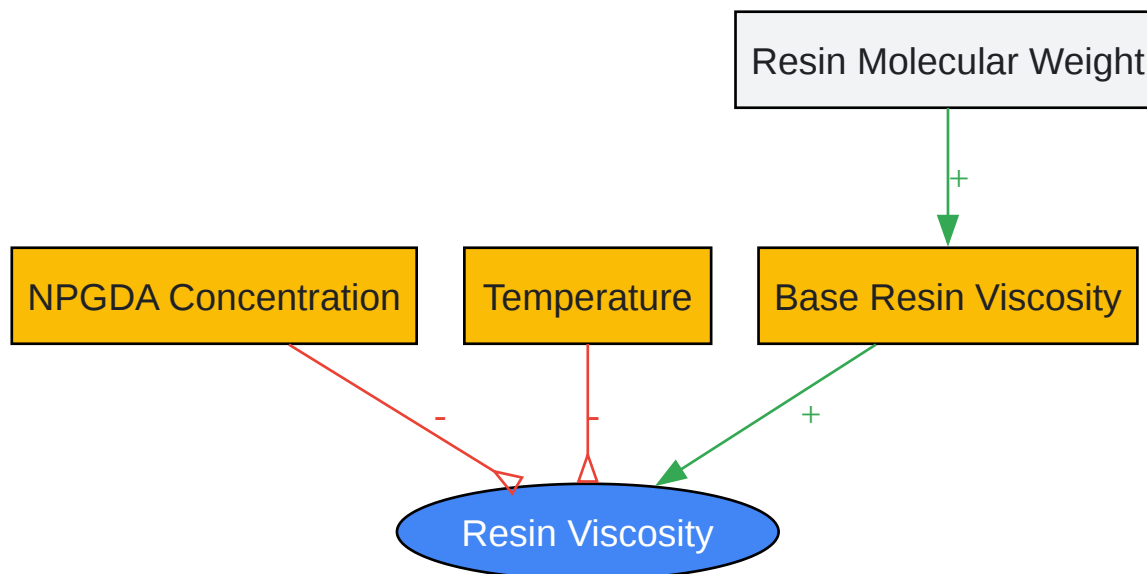 Resin Molecular Weight
+
NPGDA Concentration
Temperature
Base Resin Viscosity
-
-
+
Resin Viscosity